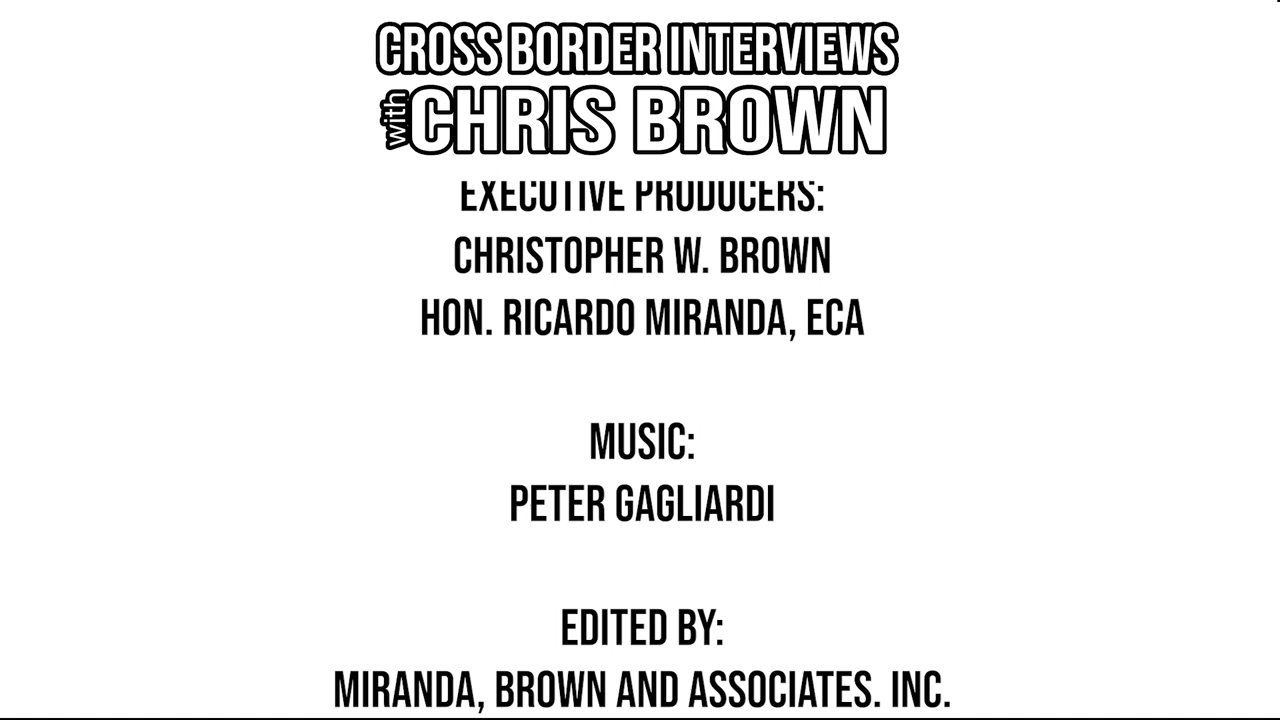 CROSS BORDER INTERVIEWS
with CHRIS BROWN
EXECUTIVE PRODUCERS:
CHRISTOPHER W. BROWN
HON. RICARDO MIRANDA, ECA
MUSIC:
PETER GAGLIARDI
EDITED BY:
MIRANDA, BROWN AND ASSOCIATES. INC.